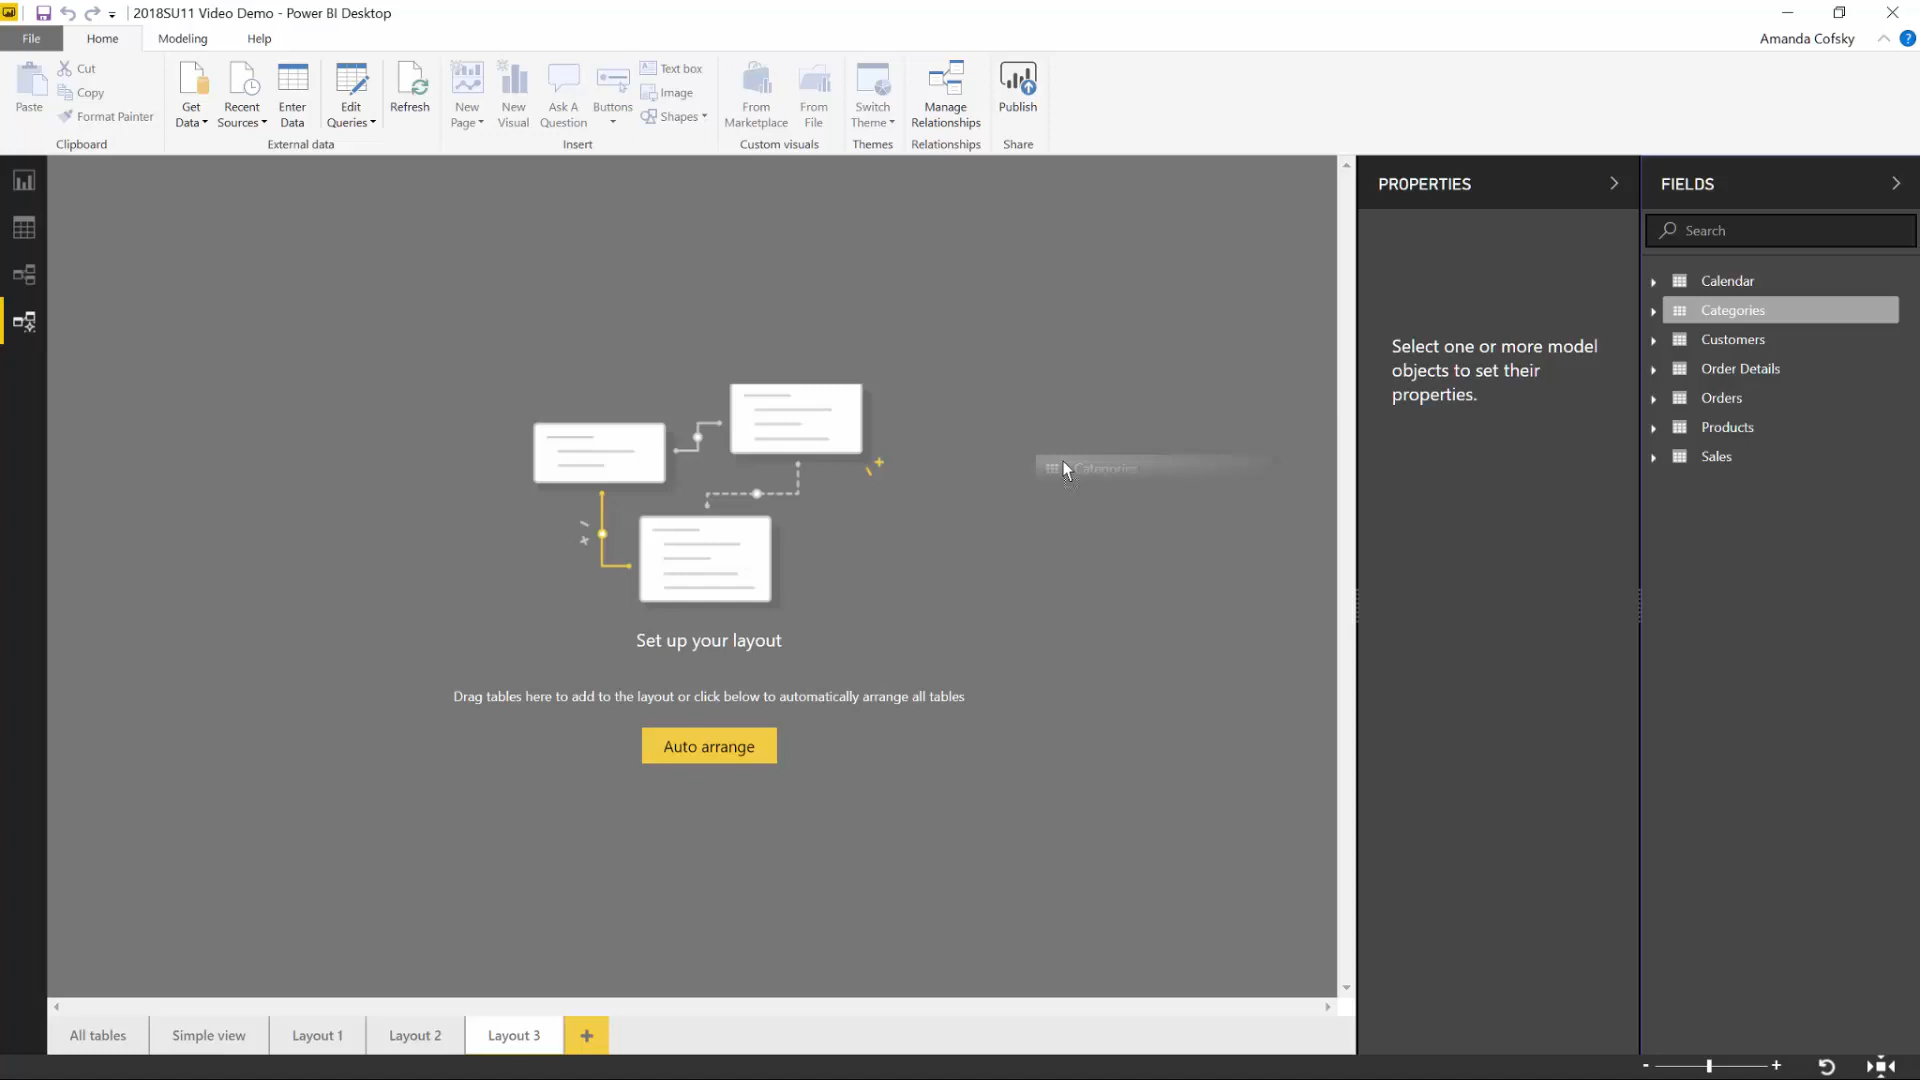 2018SU11 Video Demo - Power BI Desktop
File Home Modeling Help Amanda Cofsky ?
Paste
Cut
Copy
Format Painter
Clipboard
Get Data
Recent Sources
Enter Data
Edit Queries
External data
Refresh
New Page
New Visual
Ask A Question
Buttons
Text box
Image
Shapes
Insert
From Marketplace
From File
Custom visuals
Switch Theme
Themes
Manage Relationships
Relationships
Publish
Share
PROPERTIES
Select one or more model
objects to set their
properties.
FIELDS
Search
Calendar
Categories
Customers
Order Details
Orders
Products
Sales
Categories
Set up your layout
Drag tables here to add to the layout or click below to automatically arrange all tables
Auto arrange
All tables Simple view Layout 1 Layout 2 Layout 3 +
- +